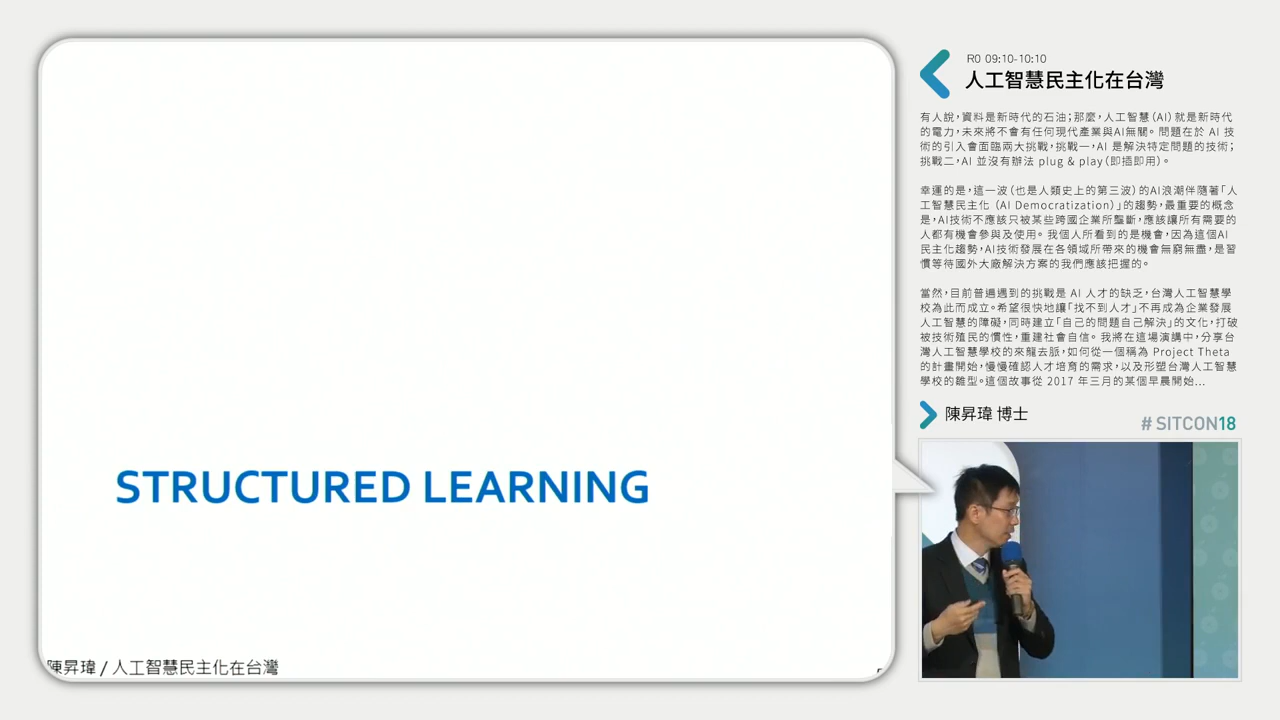 STRUCTURED LEARNING
陳昇瑋 / 人工智慧民主化在台灣
R0 09:10-10:10
人工智慧民主化在台灣
有人說，資料是新時代的石油；那麼，人工智慧（AI）就是新時代
的電力，未來將不會有任何現代產業與AI無關。問題在於 AI 技
術的引入會面臨兩大挑戰，挑戰一，AI 是解決特定問題的技術；
挑戰二，AI 並沒有辦法 plug & play（即插即用）。
幸運的是，這一波（也是人類史上的第三波）的AI浪潮伴隨著「人
工智慧民主化（AI Democratization）」的趨勢，最重要的概念
是，AI技術不應該只被某些跨國企業所壟斷，應該讓所有需要的
人都有機會參與及使用。我個人所看到的是機會，因為這個AI
民主化趨勢，AI技術發展在各領域所帶來的機會無窮無盡，是習
慣等待國外大廠解決方案的我們應該把握的。
當然，目前普遍遇到的挑戰是 AI 人才的缺乏，台灣人工智慧學
校為此而成立。希望很快地讓「找不到人才」不再成為企業發展
人工智慧的障礙，同時建立「自己的問題自己解決」的文化，打破
被技術殖民的慣性，重建社會自信。我將在這場演講中，分享台
灣人工智慧學校的來龍去脈，如何從一個稱為 Project Theta
的計畫開始，慢慢確認人才培育的需求，以及形塑台灣人工智慧
學校的雛型。這個故事從 2017 年三月的某個早晨開始...
陳昇瑋 博士
# SITCON18